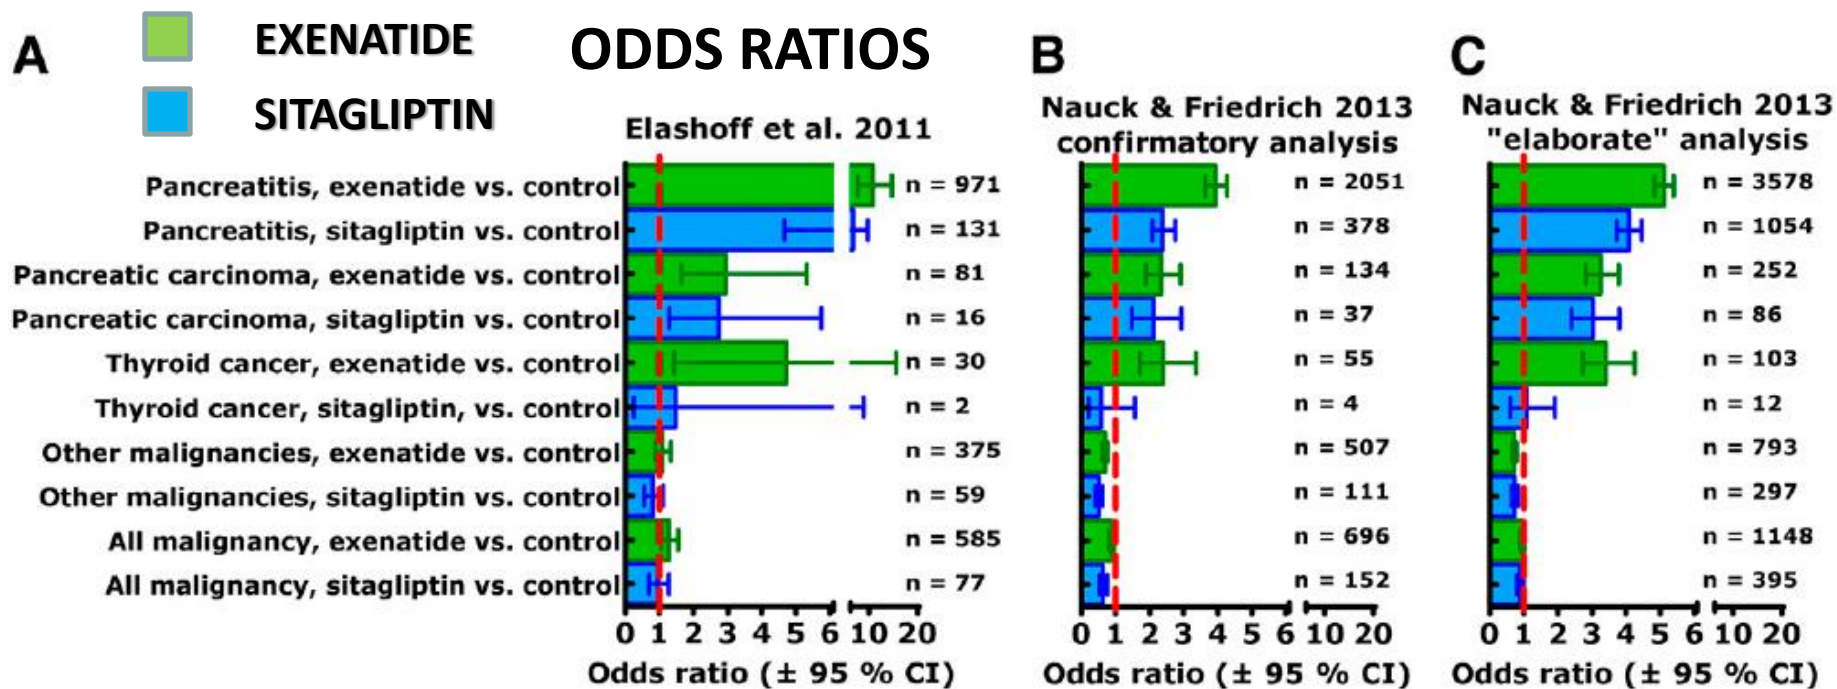 A
EXENATIDE
SITAGLIPTIN
ODDS RATIOS
Elashoff et al. 2011
Pancreatitis, exenatide vs. control
Pancreatitis, sitagliptin vs. control
Pancreatic carcinoma, exenatide vs. control
Pancreatic carcinoma, sitagliptin vs. control
Thyroid cancer, exenatide vs. control
Thyroid cancer, sitagliptin, vs. control
Other malignancies, exenatide vs. control
Other malignancies, sitagliptin vs. control
All malignancy, exenatide vs. control
All malignancy, sitagliptin vs. control
n = 971
n = 131
n = 81
n = 16
n = 30
n = 2
n = 375
n = 59
n = 585
n = 77
0 1 2 3 4 5 6 10 20
Odds ratio (± 95 % CI)
B
Nauck & Friedrich 2013
confirmatory analysis
n = 2051
n = 378
n = 134
n = 37
n = 55
n = 4
n = 507
n = 111
n = 696
n = 152
0 1 2 3 4 5 6 10 20
Odds ratio (± 95 % CI)
C
Nauck & Friedrich 2013
"elaborate" analysis
n = 3578
n = 1054
n = 252
n = 86
n = 103
n = 12
n = 793
n = 297
n = 1148
n = 395
0 1 2 3 4 5 6 10 20
Odds ratio (± 95 % CI)